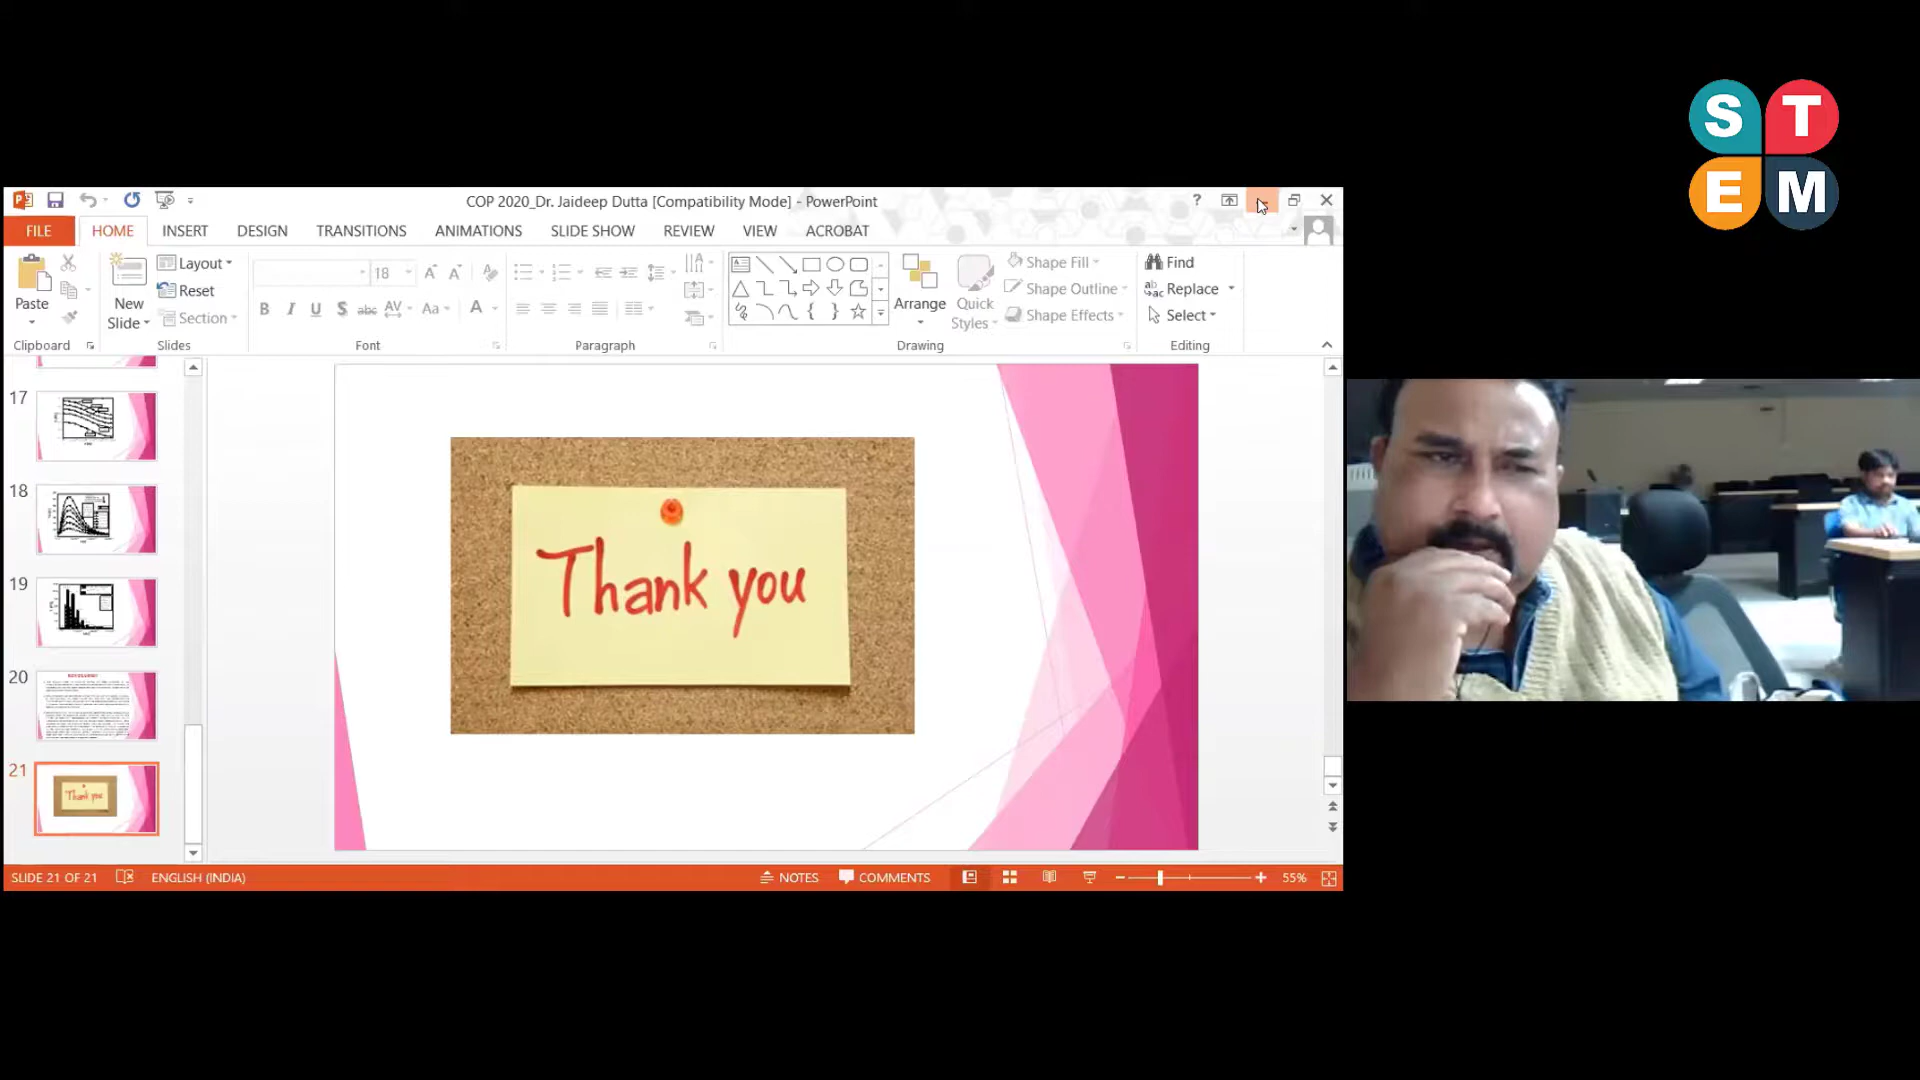 S T
E M
COP 2020_Dr. Jaideep Dutta [Compatibility Mode] - PowerPoint
?
FILE HOME INSERT DESIGN TRANSITIONS ANIMATIONS SLIDE SHOW REVIEW VIEW ACROBAT
Paste
New
Slide
Layout
Reset
Section
18
B I U S abc AV Aa A
Arrange
Quick
Styles
Shape Fill
Shape Outline
Shape Effects
Find
Replace
Select
Clipboard Slides Font Paragraph Drawing Editing
17
18
19
20
21
Thank you
Thank you
SLIDE 21 OF 21 ENGLISH (INDIA) NOTES COMMENTS 55%